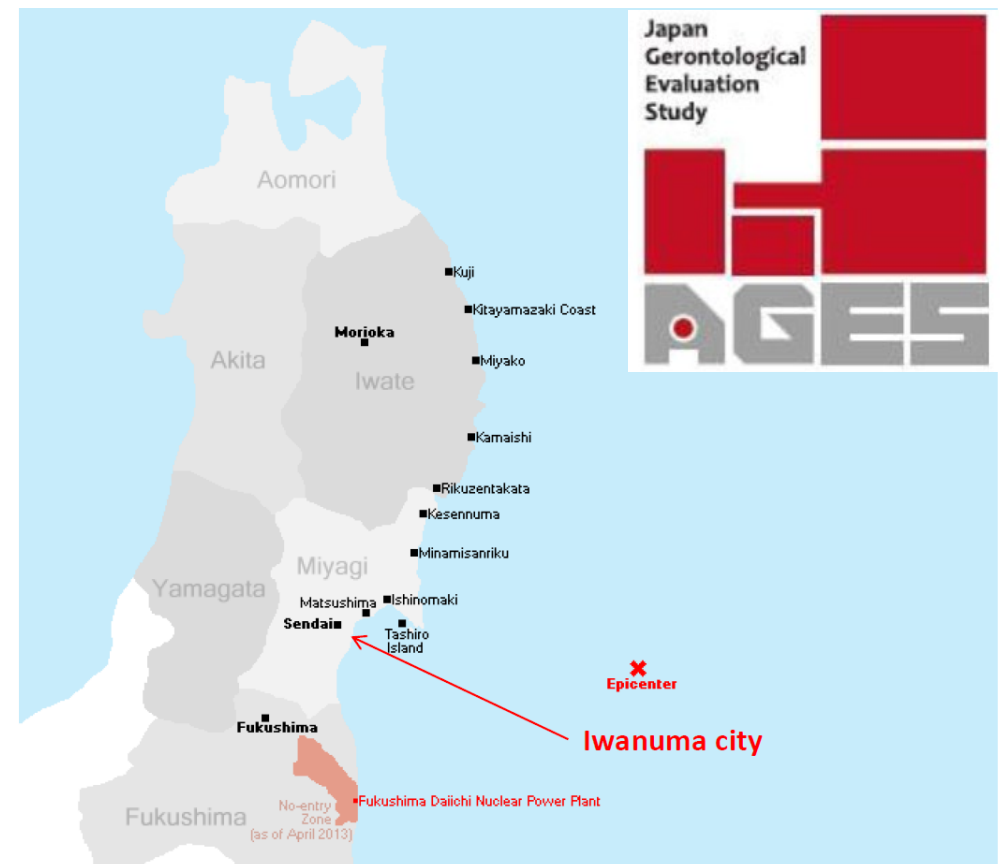 Japan
Gerontological
Evaluation
Study
AGES
Aomori
Kuji
Kitayamazaki Coast
Morioka
Akita
Iwate
Miyako
Kamaishi
Rikuzentakata
Kesennuma
Minamisanriku
Miyagi
Yamagata
Matsushima
Ishinomaki
Sendai
Tashiro
Island
Epicenter
Iwanuma city
Fukushima
Fukushima Daiichi Nuclear Power Plant
No-entry
Zone
(as of April 2013)
Fukushima